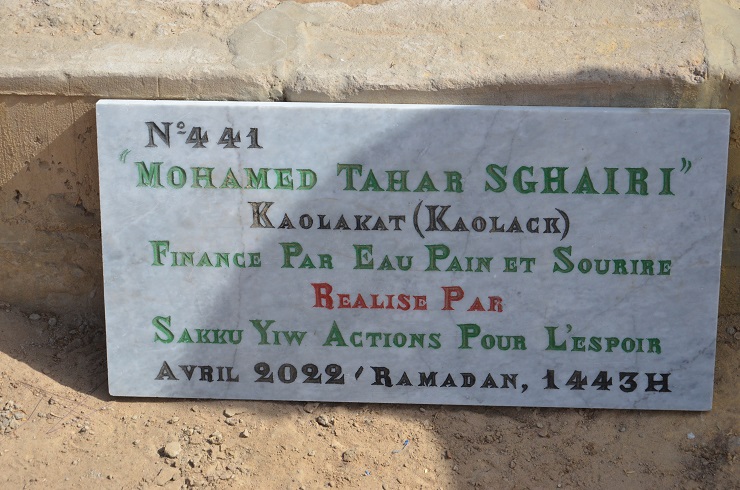 N° 441
"MOHAMED TAHAR SGHAIRI"
KAOLAKAT (KAOLACK)
FINANCE PAR EAU PAIN ET SOURIRE
REALISE PAR
SAKKU YIW ACTIONS POUR L'ESPOIR
AVRIL 2022 / RAMADAN, 1443 H